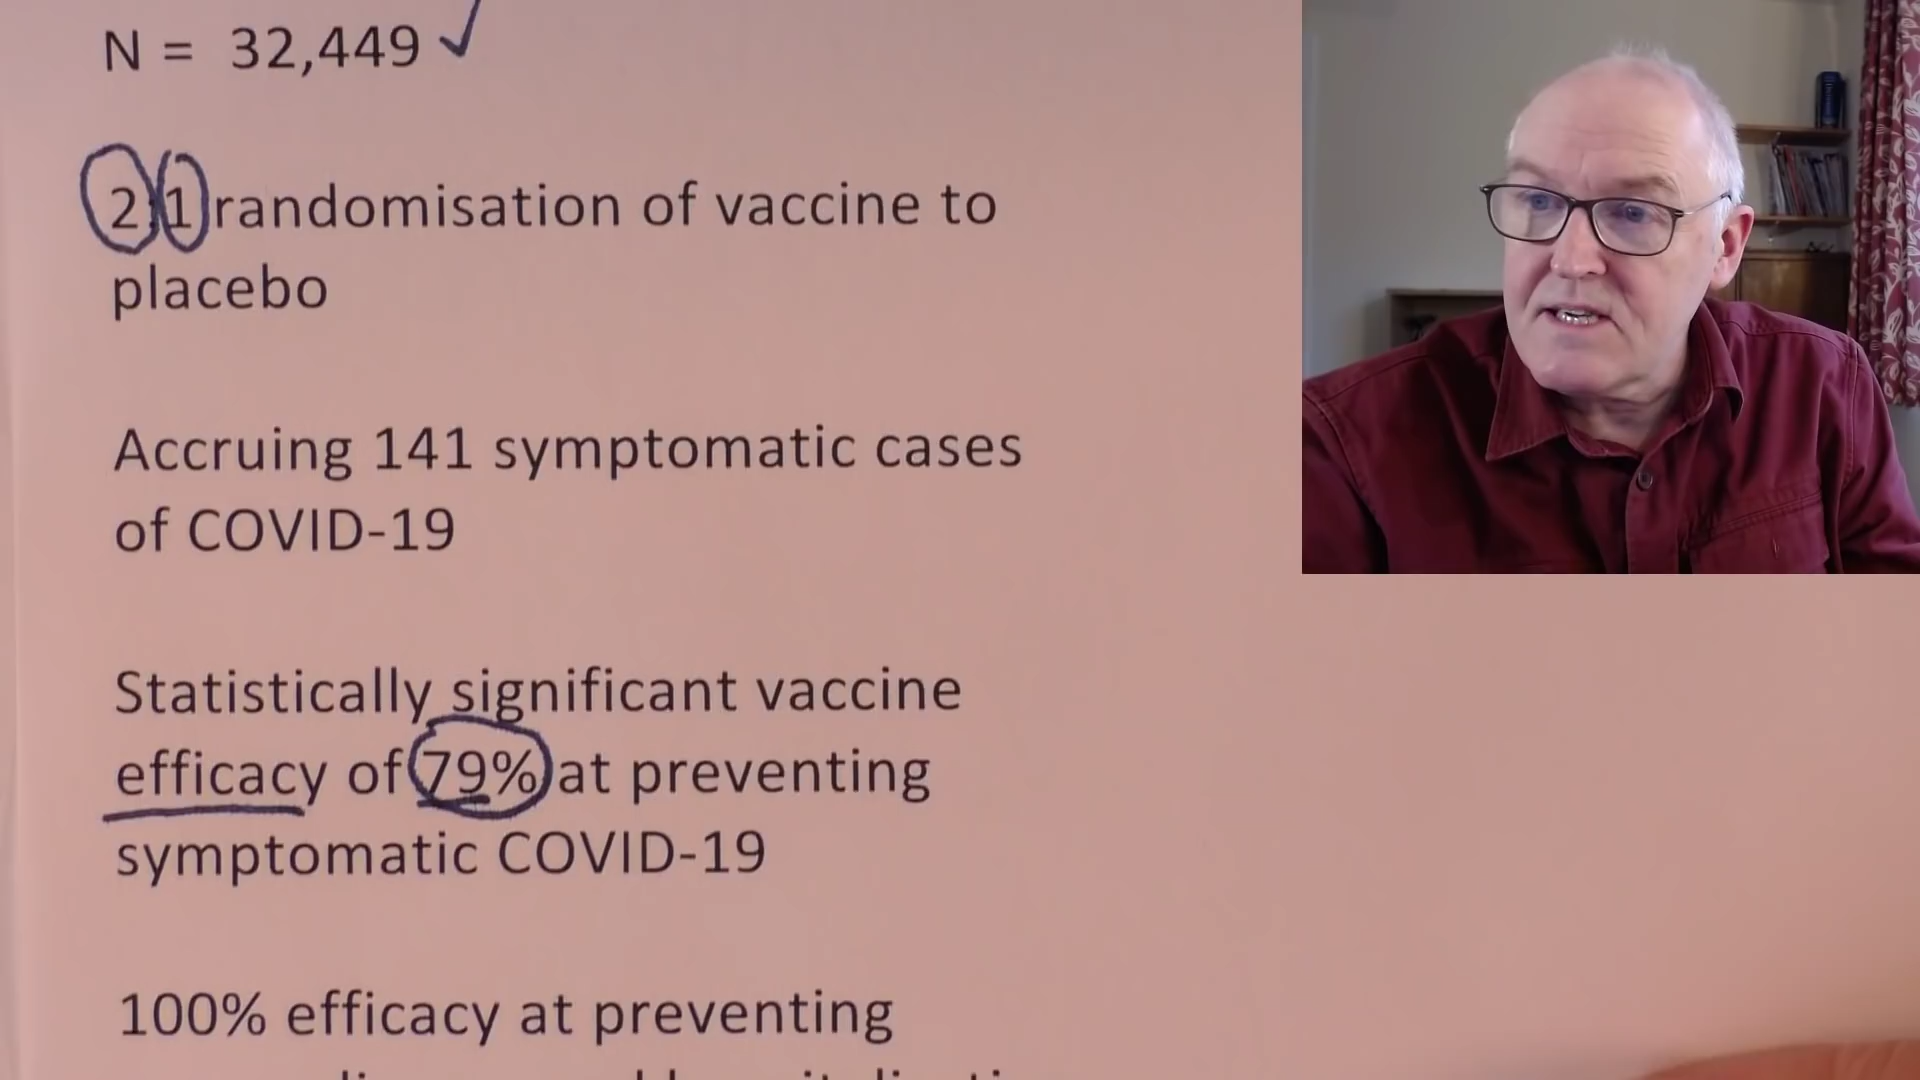 N = 32,449
2:1 randomisation of vaccine to
placebo
Accruing 141 symptomatic cases
of COVID-19
Statistically significant vaccine
efficacy of 79% at preventing
symptomatic COVID-19
100% efficacy at preventing